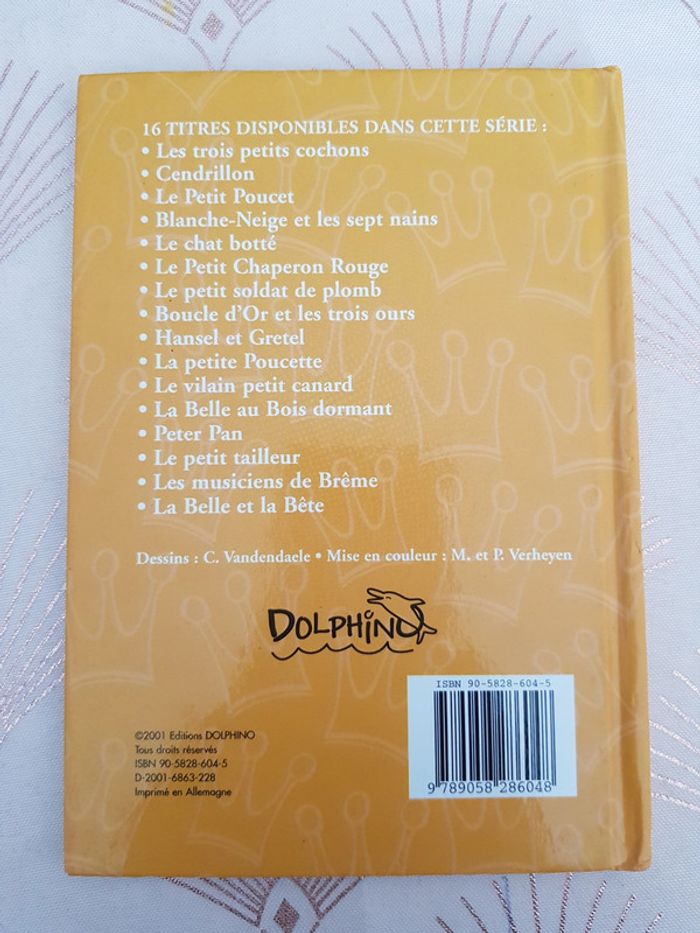 16 TITRES DISPONIBLES DANS CETTE SÉRIE :
• Les trois petits cochons
• Cendrillon
• Le Petit Poucet
• Blanche-Neige et les sept nains
• Le chat botté
• Le Petit Chaperon Rouge
• Le petit soldat de plomb
• Boucle d'Or et les trois ours
• Hansel et Gretel
• La petite Poucette
• Le vilain petit canard
• La Belle au Bois dormant
• Peter Pan
• Le petit tailleur
• Les musiciens de Brême
• La Belle et la Bête
Dessins : C. Vandendaele • Mise en couleur : M. et P. Verheyen
DOLPHINO
©2001 Editions DOLPHINO
Tous droits réservés
ISBN 90-5828-604-5
D-2001-6863-228
Imprimé en Allemagne
ISBN 90-5828-604-5
9 789058 286048